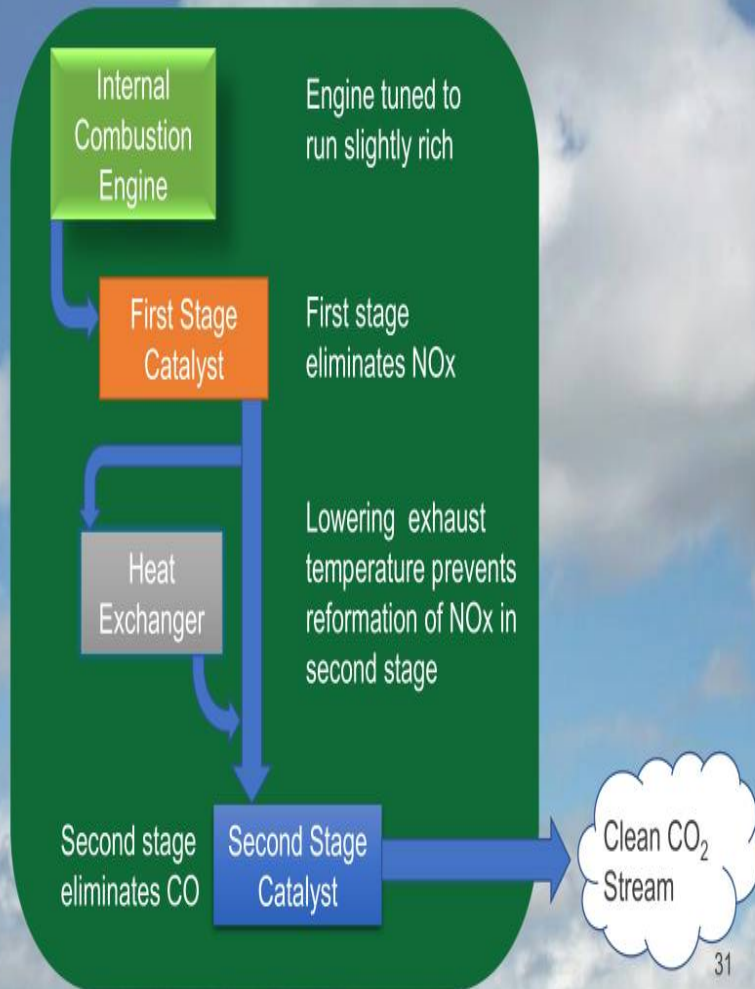 Internal
Combustion
Engine
Engine tuned to
run slightly rich
First Stage
Catalyst
First stage
eliminates NOx
Heat
Exchanger
Lowering exhaust
temperature prevents
reformation of NOx in
second stage
Second stage
eliminates CO
Second Stage
Catalyst
Clean CO₂
Stream
31